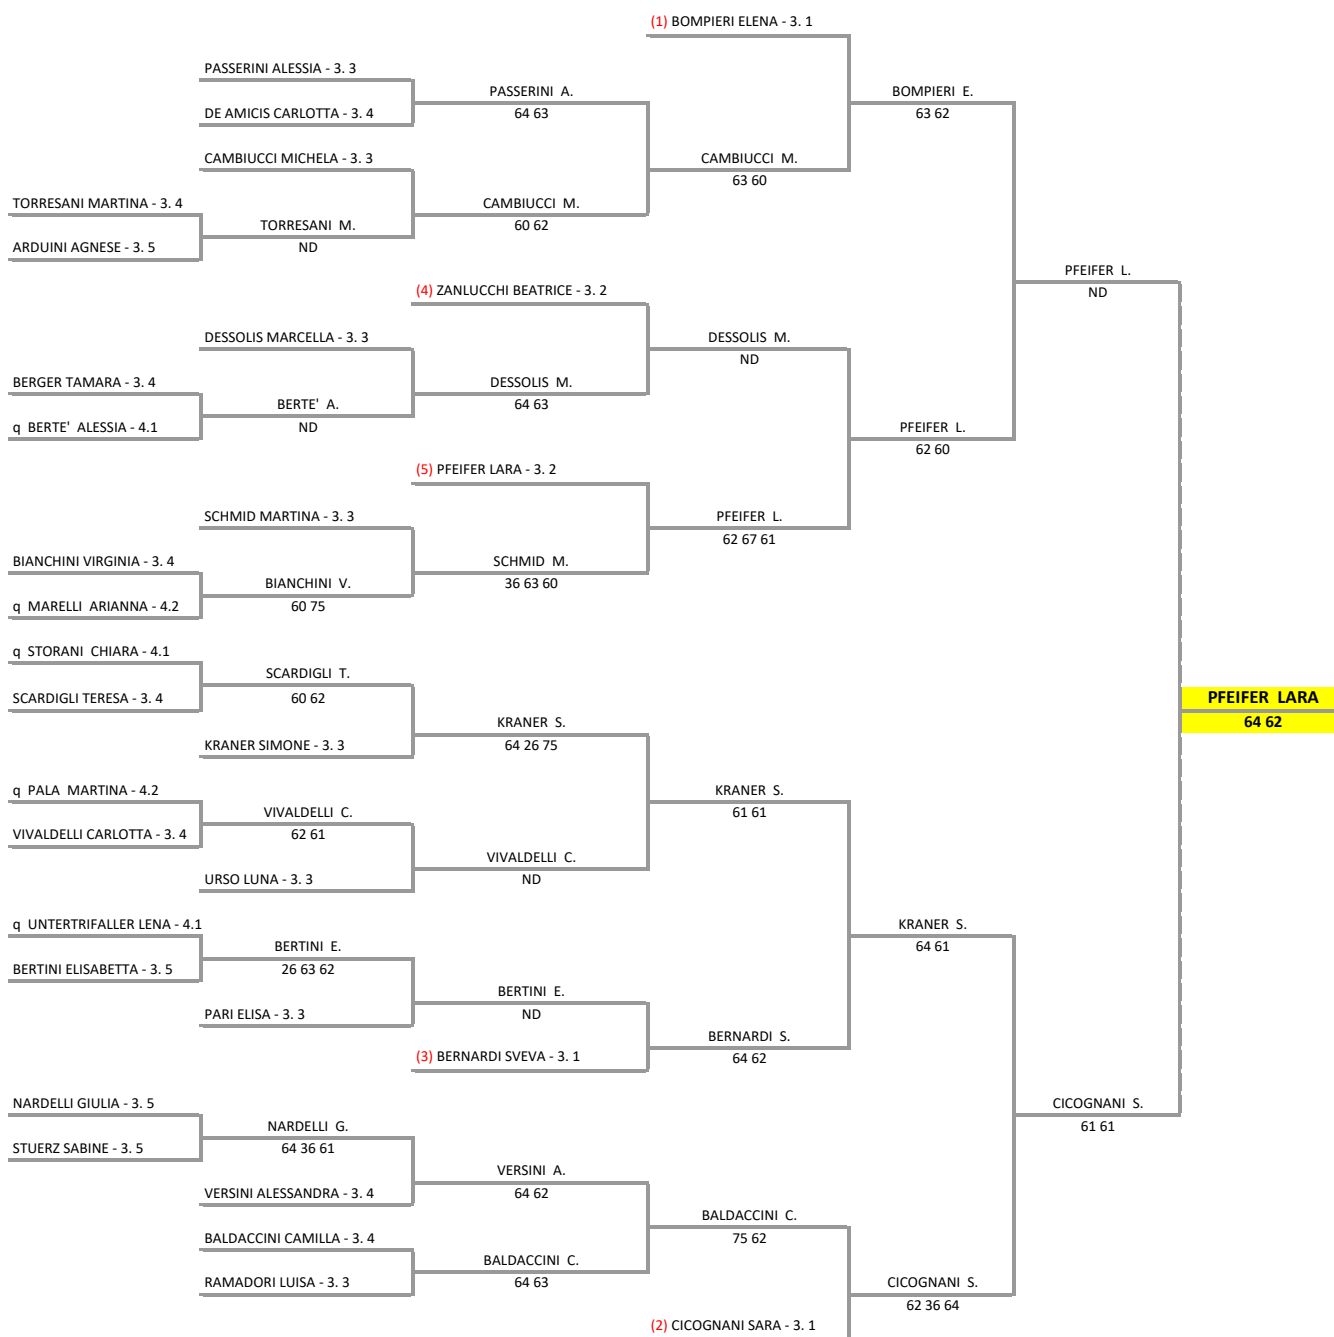 (1) BOMPIERI ELENA - 3. 1
PASSERINI ALESSIA - 3. 3
PASSERINI A.
BOMPIERI E.
DE AMICIS CARLOTTA - 3. 4
64 63
63 62
CAMBIUCCI MICHELA - 3. 3
CAMBIUCCI M.
63 60
TORRESANI MARTINA - 3. 4
CAMBIUCCI M.
TORRESANI M.
60 62
ARDUINI AGNESE - 3. 5
ND
PFEIFER L.
(4) ZANLUCCHI BEATRICE - 3. 2
ND
DESSOLIS MARCELLA - 3. 3
DESSOLIS M.
ND
BERGER TAMARA - 3. 4
DESSOLIS M.
BERTE' A.
64 63
q BERTE' ALESSIA - 4.1
ND
PFEIFER L.
62 60
(5) PFEIFER LARA - 3. 2
SCHMID MARTINA - 3. 3
PFEIFER L.
62 67 61
BIANCHINI VIRGINIA - 3. 4
SCHMID M.
BIANCHINI V.
36 63 60
q MARELLI ARIANNA - 4.2
60 75
q STORANI CHIARA - 4.1
SCARDIGLI T.
SCARDIGLI TERESA - 3. 4
60 62
PFEIFER LARA
KRANER S.
64 62
KRANER SIMONE - 3. 3
64 26 75
q PALA MARTINA - 4.2
KRANER S.
VIVALDELLI C.
61 61
VIVALDELLI CARLOTTA - 3. 4
62 61
VIVALDELLI C.
URSO LUNA - 3. 3
ND
q UNTERTRIFALLER LENA - 4.1
KRANER S.
BERTINI E.
64 61
BERTINI ELISABETTA - 3. 5
26 63 62
BERTINI E.
PARI ELISA - 3. 3
ND
BERNARDI S.
(3) BERNARDI SVEVA - 3. 1
64 62
NARDELLI GIULIA - 3. 5
CICOGNANI S.
NARDELLI G.
61 61
STUERZ SABINE - 3. 5
64 36 61
VERSINI A.
VERSINI ALESSANDRA - 3. 4
64 62
BALDACCINI C.
BALDACCINI CAMILLA - 3. 4
75 62
BALDACCINI C.
RAMADORI LUISA - 3. 3
64 63
CICOGNANI S.
62 36 64
(2) CICOGNANI SARA - 3. 1